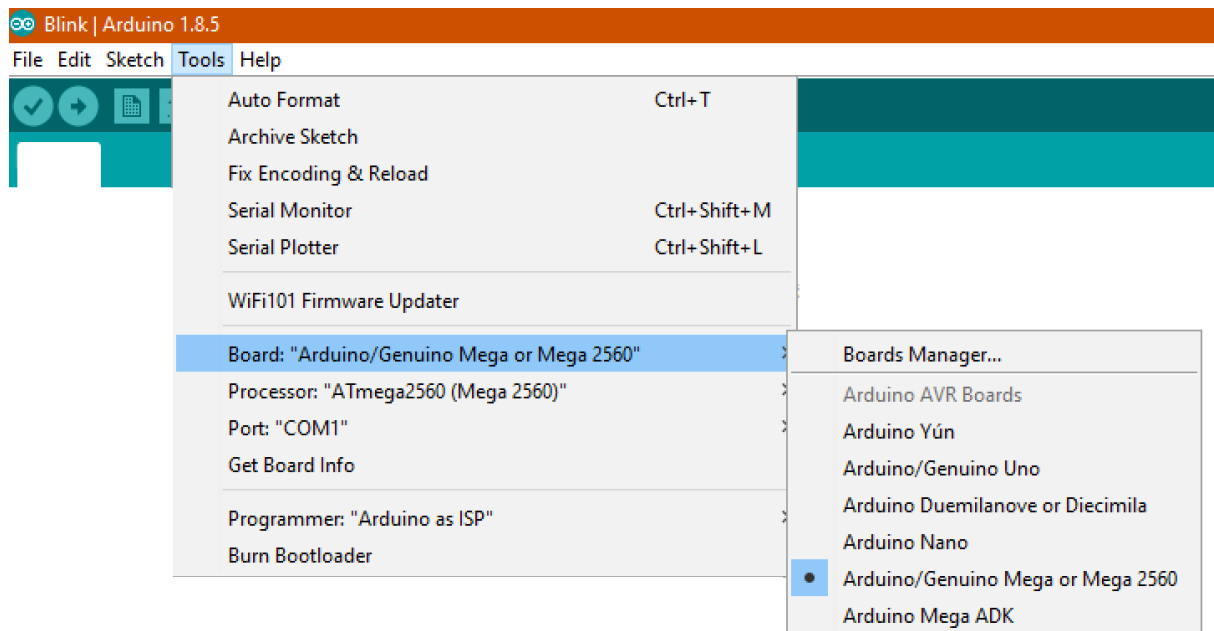 Blink | Arduino 1.8.5
File Edit Sketch Tools Help
Auto Format Ctrl+T
Archive Sketch
Fix Encoding & Reload
Serial Monitor Ctrl+Shift+M
Serial Plotter Ctrl+Shift+L
WiFi101 Firmware Updater
Board: "Arduino/Genuino Mega or Mega 2560"
Processor: "ATmega2560 (Mega 2560)"
Port: "COM1"
Get Board Info
Programmer: "Arduino as ISP"
Burn Bootloader
Boards Manager...
Arduino AVR Boards
Arduino Yún
Arduino/Genuino Uno
Arduino Duemilanove or Diecimila
Arduino Nano
Arduino/Genuino Mega or Mega 2560
Arduino Mega ADK